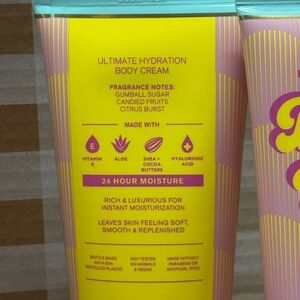 ULTIMATE HYDRATION
BODY CREAM
FRAGRANCE NOTES:
GUMBALL SUGAR
CANDIED FRUITS
CITRUS BURST
MADE WITH
E
VITAMIN
E
ALOE
SHEA +
COCOA
BUTTERS
HYALURONIC
ACID
24 HOUR MOISTURE
RICH & LUXURIOUS FOR
INSTANT MOISTURIZATION
LEAVES SKIN FEELING SOFT,
SMOOTH & REPLENISHED
BOTTLE MADE
WITH 52%
RECYCLED PLASTIC
NOT TESTED
ON ANIMALS
& VEGAN
MADE WITHOUT
PARABENS OR
ARTIFICIAL DYES